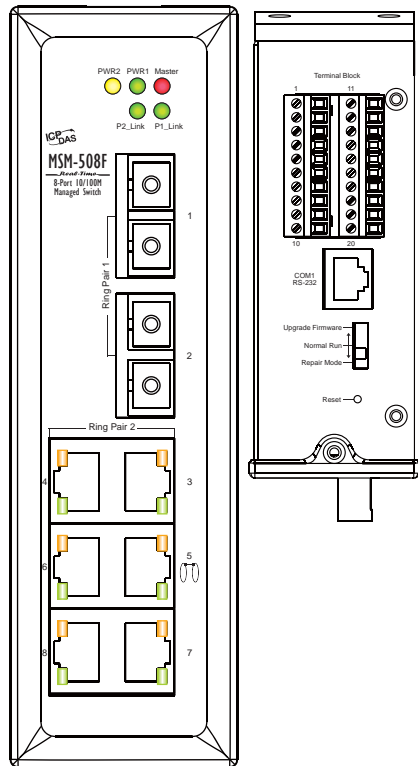 PWR2 PWR1 Master
P2_Link P1_Link
ICP
DAS
MSM-508F
Real-Time
8-Port 10/100M
Managed Switch
1
Ring Pair 1
2
Ring Pair 2
4 3
6 5
8 7
Terminal Block
1 11
10 20
COM1
RS-232
Upgrade Firmware
Normal Run
Repair Mode
Reset